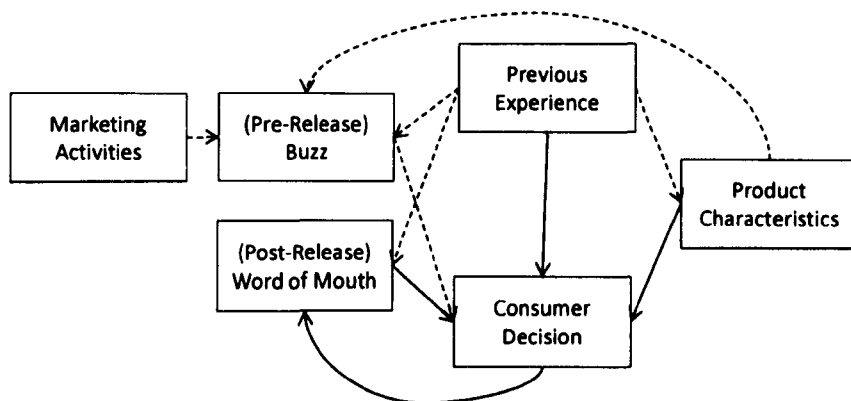 Marketing
Activities
(Pre-Release)
Buzz
Previous
Experience
Product
Characteristics
(Post-Release)
Word of Mouth
Consumer
Decision